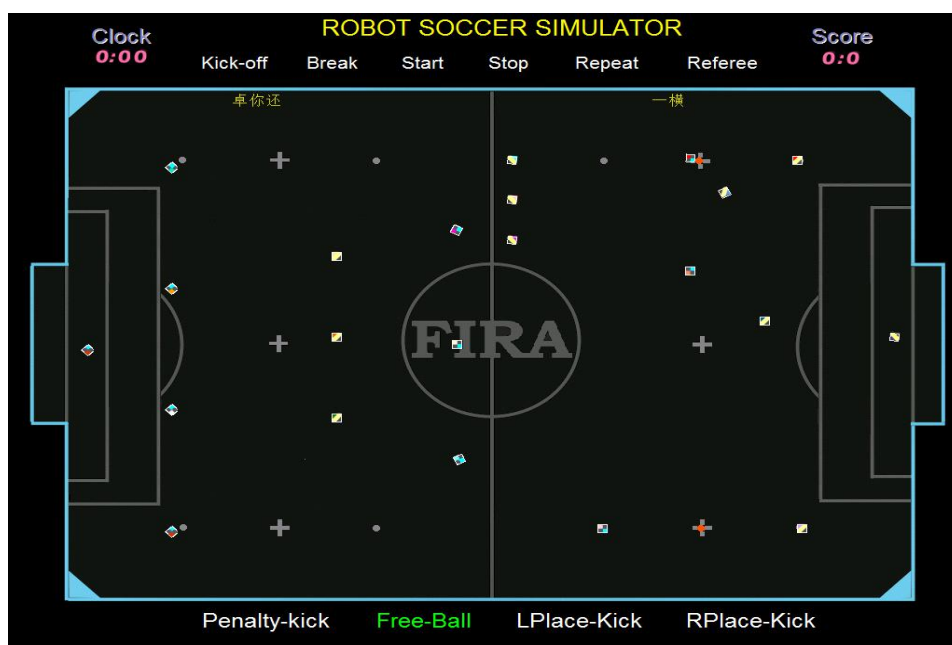 ROBOT SOCCER SIMULATOR
Clock
0:00
Score
0:0
Kick-off Break Start Stop Repeat Referee
卓你还 一横
FIRA
Penalty-kick Free-Ball LPlace-Kick RPlace-Kick